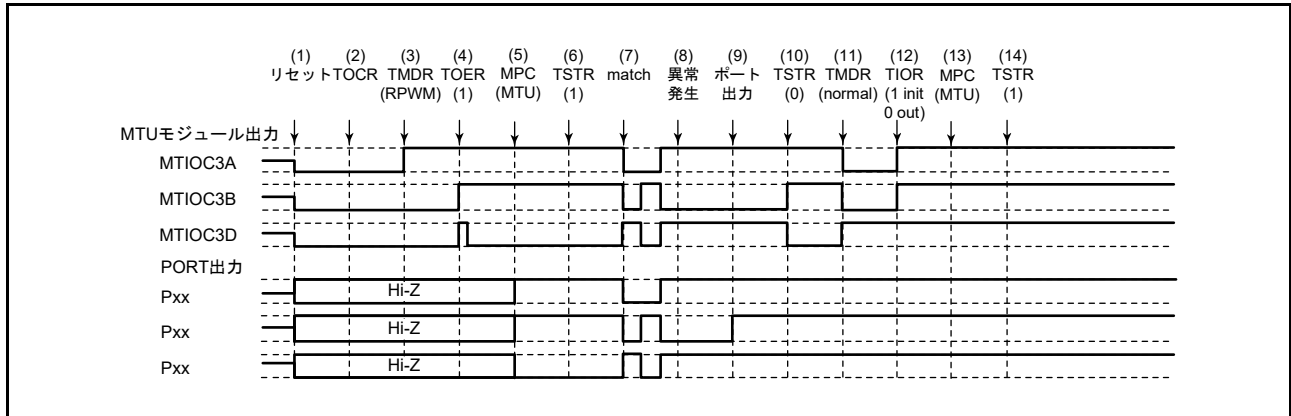 (1) (2) (3) (4) (5) (6) (7) (8) (9) (10) (11) (12) (13) (14)
リセット TOCR TMDR TOER MPC TSTR match 異常 ポート TSTR TMDR TIOR MPC TSTR
(RPWM) (1) (MTU) (1) 発生 出力 (0) (normal) (1 init (MTU) (1)
0 out)
MTUモジュール出力
MTIOC3A
MTIOC3B
MTIOC3D
PORT出力
Pxx Hi-Z
Pxx Hi-Z
Pxx Hi-Z